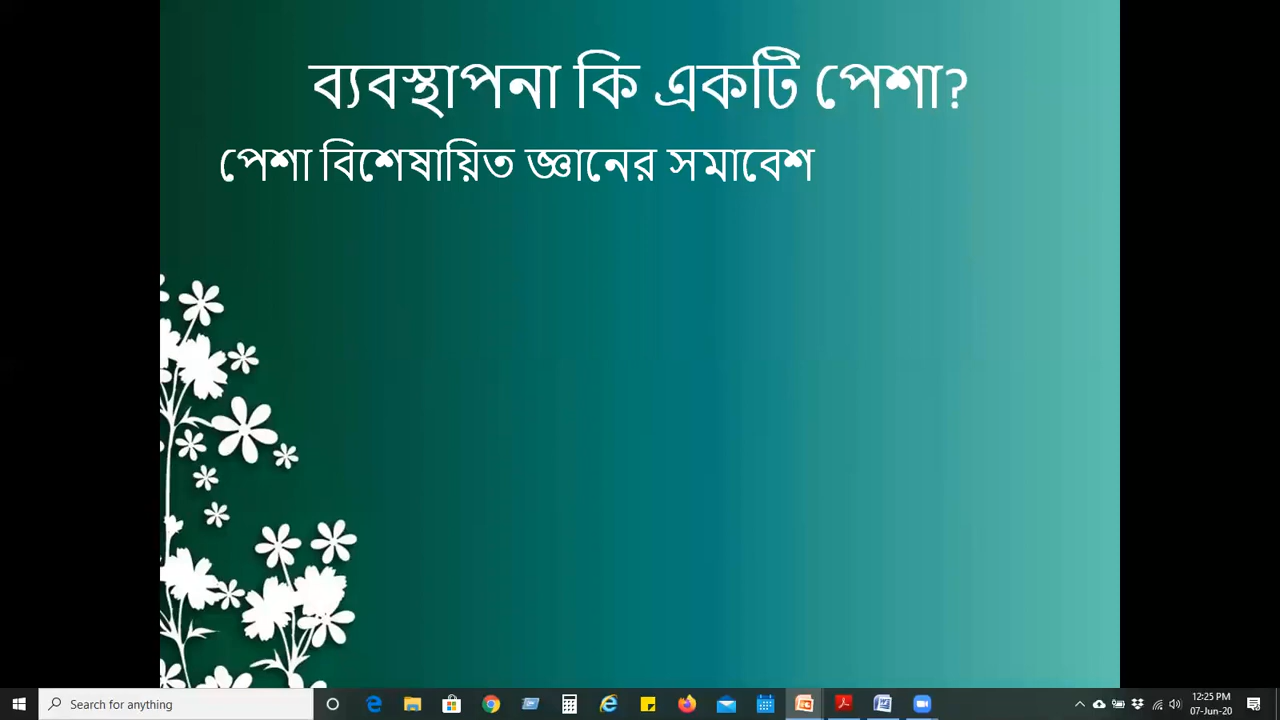 ব্যবস্থাপনা কি একটি পেশা?
পেশা বিশেষায়িত জ্ঞানের সমাবেশ
Search for anything
12:25 PM
07-Jun-20